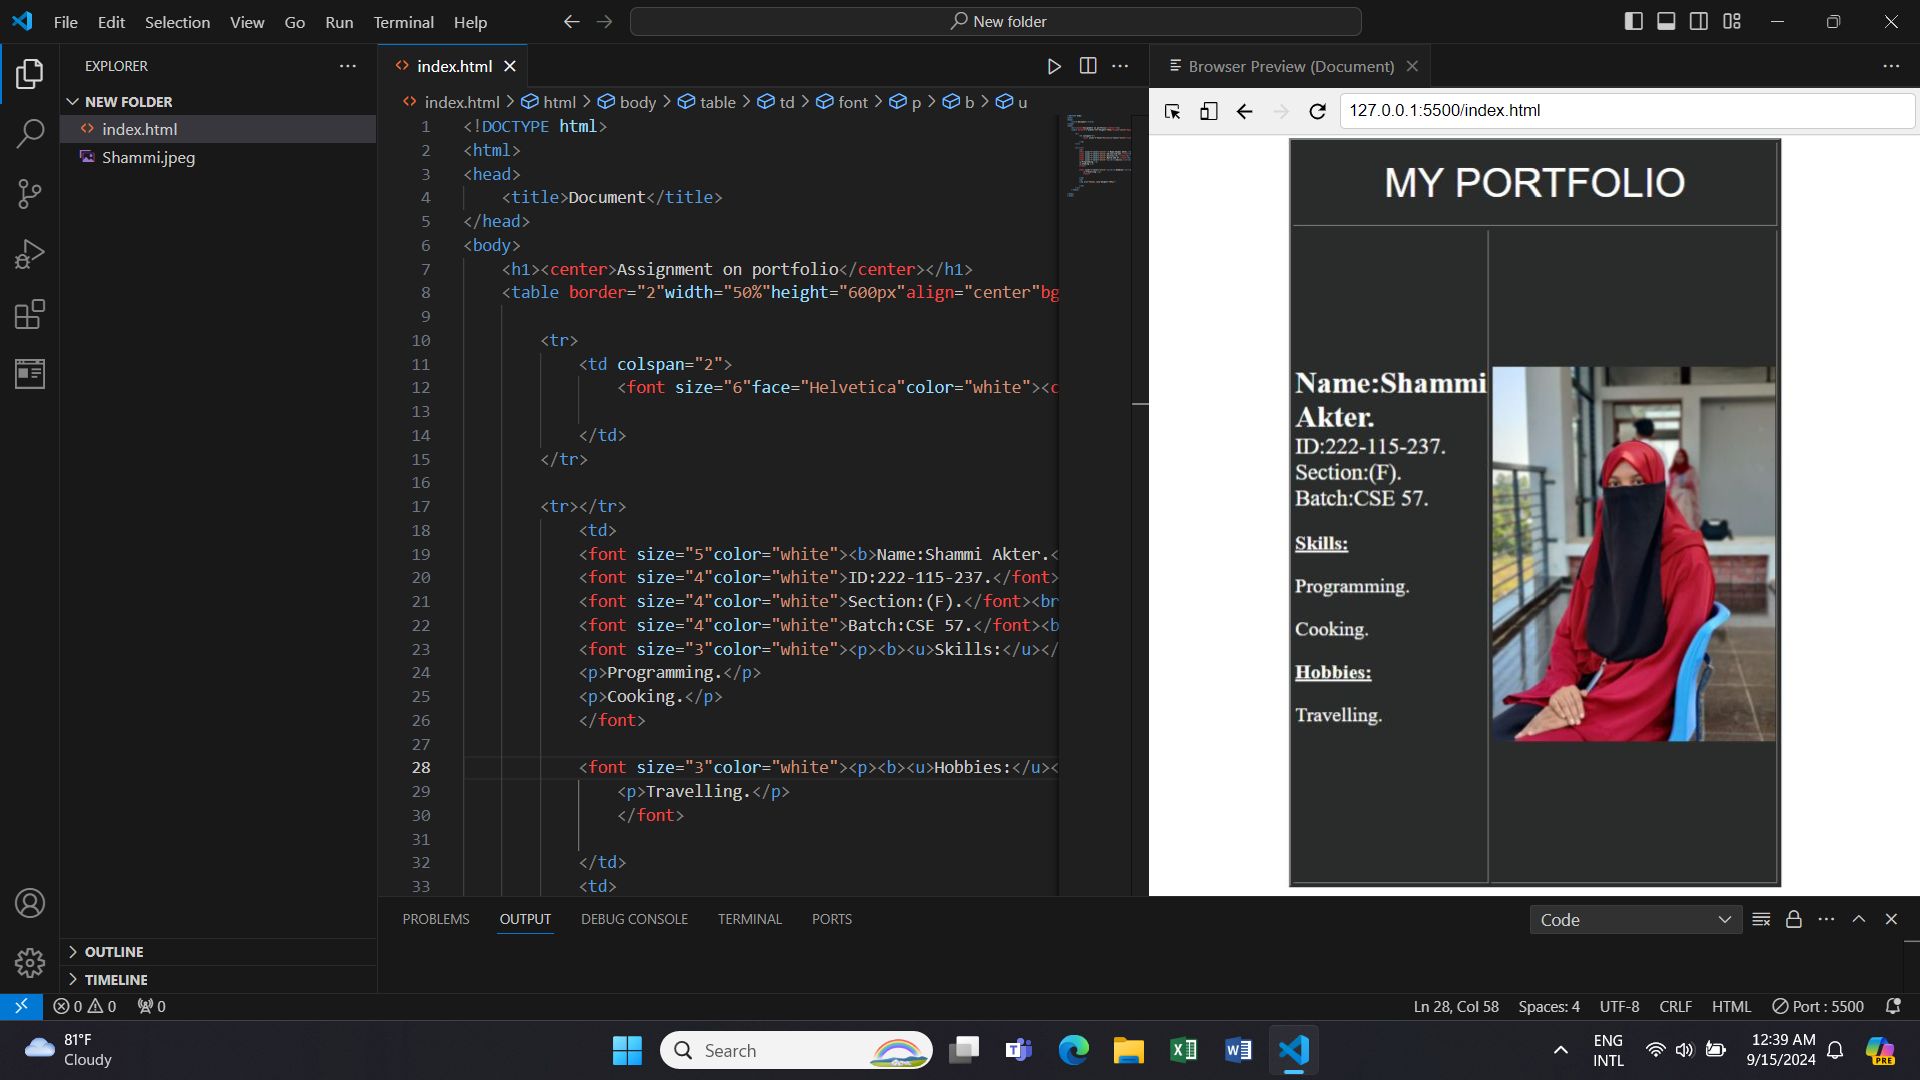 File Edit Selection View Go Run Terminal Help
New folder
EXPLORER
NEW FOLDER
index.html
Shammi.jpeg
OUTLINE
TIMELINE
index.html
index.html > html > body > table > td > font > p > b > u
1 <!DOCTYPE html>
2 <html>
3 <head>
4 <title>Document</title>
5 </head>
6 <body>
7 <h1><center>Assignment on portfolio</center></h1>
8 <table border="2"width="50%"height="600px"align="center"bg
9
10 <tr>
11 <td colspan="2">
12 <font size="6"face="Helvetica"color="white"><c
13
14 </td>
15 </tr>
16
17 <tr></tr>
18 <td>
19 <font size="5"color="white"><b>Name:Shammi Akter.<
20 <font size="4"color="white">ID:222-115-237.</font>
21 <font size="4"color="white">Section:(F).</font><br
22 <font size="4"color="white">Batch:CSE 57.</font><b
23 <font size="3"color="white"><p><b><u>Skills:</u></
24 <p>Programming.</p>
25 <p>Cooking.</p>
26 </font>
27
28 <font size="3"color="white"><p><b><u>Hobbies:</u><
29 <p>Travelling.</p>
30 </font>
31
32 </td>
33 <td>
Browser Preview (Document)
127.0.0.1:5500/index.html
MY PORTFOLIO
Name:Shammi
Akter.
ID:222-115-237.
Section:(F).
Batch:CSE 57.
Skills:
Programming.
Cooking.
Hobbies:
Travelling.
PROBLEMS OUTPUT DEBUG CONSOLE TERMINAL PORTS
Code
0 0 0
Ln 28, Col 58 Spaces: 4 UTF-8 CRLF HTML Port : 5500
81°F
Cloudy
Search
ENG
INTL
12:39 AM
9/15/2024
PRE